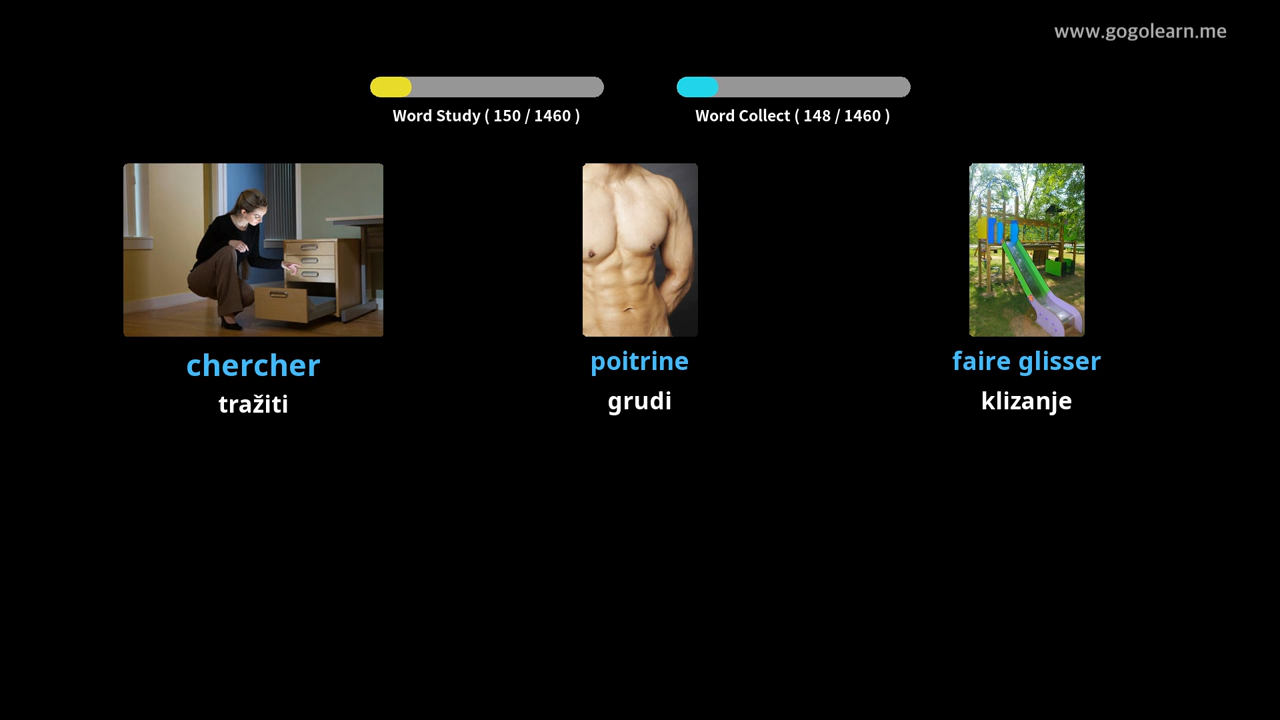 www.gogolearn.me
Word Study ( 150 / 1460 )
Word Collect ( 148 / 1460 )
chercher
tražiti
poitrine
grudi
faire glisser
klizanje